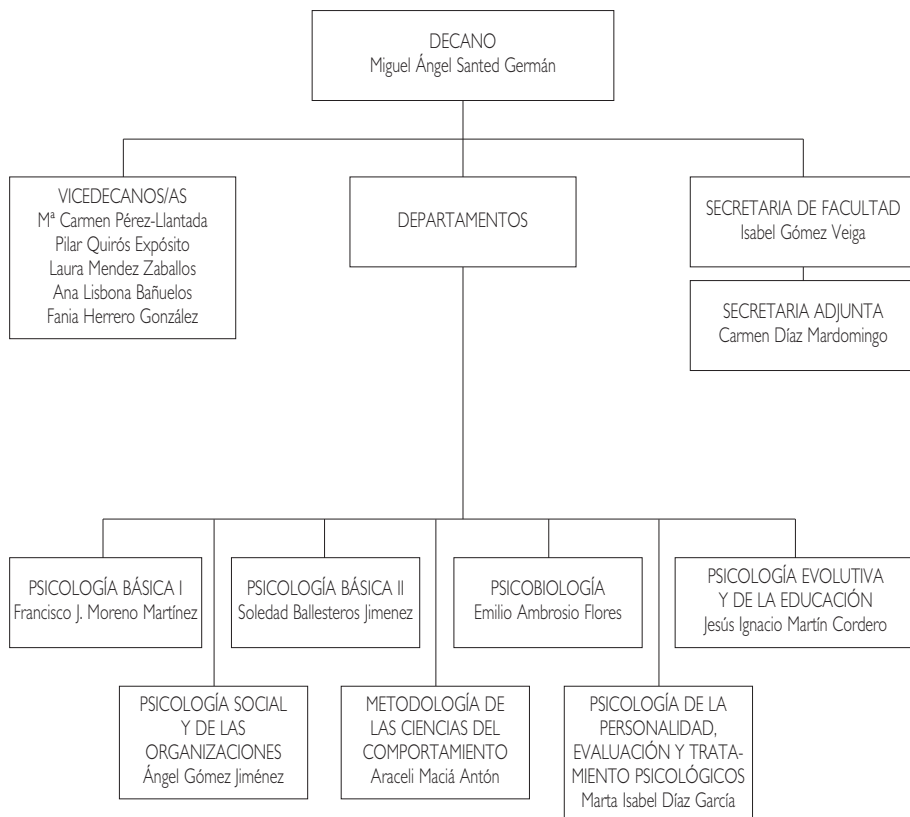 DECANO
Miguel Ángel Santed Germán
VICEDECANOS/AS
Mª Carmen Pérez-Llantada
Pilar Quirós Expósito
Laura Mendez Zaballos
Ana Lisbona Bañuelos
Fania Herrero González
DEPARTAMENTOS
SECRETARIA DE FACULTAD
Isabel Gómez Veiga
SECRETARIA ADJUNTA
Carmen Díaz Mardomingo
PSICOLOGÍA BÁSICA I
Francisco J. Moreno Martínez
PSICOLOGÍA BÁSICA II
Soledad Ballesteros Jimenez
PSICOBIOLOGÍA
Emilio Ambrosio Flores
PSICOLOGÍA EVOLUTIVA
Y DE LA EDUCACIÓN
Jesús Ignacio Martín Cordero
PSICOLOGÍA SOCIAL
Y DE LAS
ORGANIZACIONES
Ángel Gómez Jiménez
METODOLOGÍA DE
LAS CIENCIAS DEL
COMPORTAMIENTO
Araceli Maciá Antón
PSICOLOGÍA DE LA
PERSONALIDAD,
EVALUACIÓN Y TRATA-
MIENTO PSICOLÓGICOS
Marta Isabel Díaz García